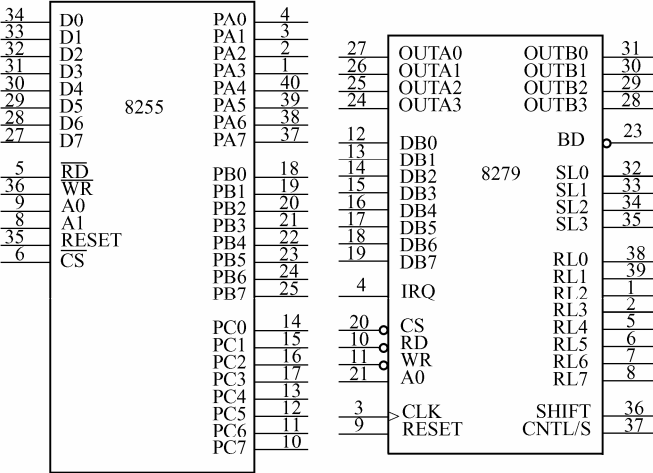 34 D0 PA0 4
33 D1 PA1 3
32 D2 PA2 2
31 D3 PA3 1
30 D4 PA4 40
29 D5 8255 PA5 39
28 D6 PA6 38
27 D7 PA7 37
5 RD PB0 18
36 WR PB1 19
9 A0 PB2 20
8 A1 PB3 21
35 RESET PB4 22
6 CS PB5 23
PB6 24
PB7 25
PC0 14
PC1 15
PC2 16
PC3 17
PC4 13
PC5 12
PC6 11
PC7 10
27 OUTA0 OUTB0 31
26 OUTA1 OUTB1 30
25 OUTA2 OUTB2 29
24 OUTA3 OUTB3 28
BD 23
12 DB0
13 DB1
14 DB2 8279 SL0 32
15 DB3 SL1 33
16 DB4 SL2 34
17 DB5 SL3 35
18 DB6
19 DB7 RL0 38
RL1 39
4 IRQ RL2 1
RL3 2
20 CS RL4 5
10 RD RL5 6
11 WR RL6 7
21 A0 RL7 8
3 CLK SHIFT 36
9 RESET CNTL/S 37